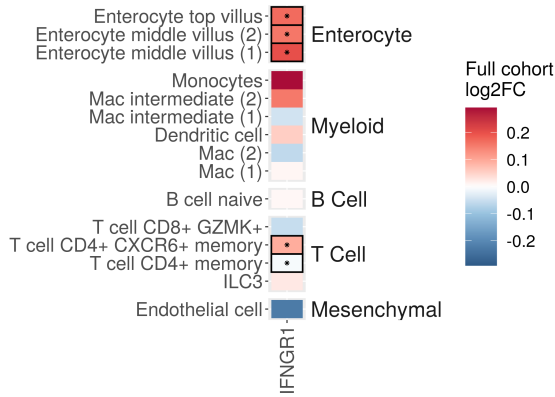 Enterocyte top villus
Enterocyte middle villus (2)
Enterocyte middle villus (1)
Enterocyte
Monocytes
Mac intermediate (2)
Mac intermediate (1)
Dendritic cell
Mac (2)
Mac (1)
Myeloid
B cell naive
B Cell
T cell CD8+ GZMK+
T cell CD4+ CXCR6+ memory
T cell CD4+ memory
ILC3
T Cell
Endothelial cell
Mesenchymal
IFNGR1
Full cohort
log2FC
0.2
0.1
0.0
-0.1
-0.2